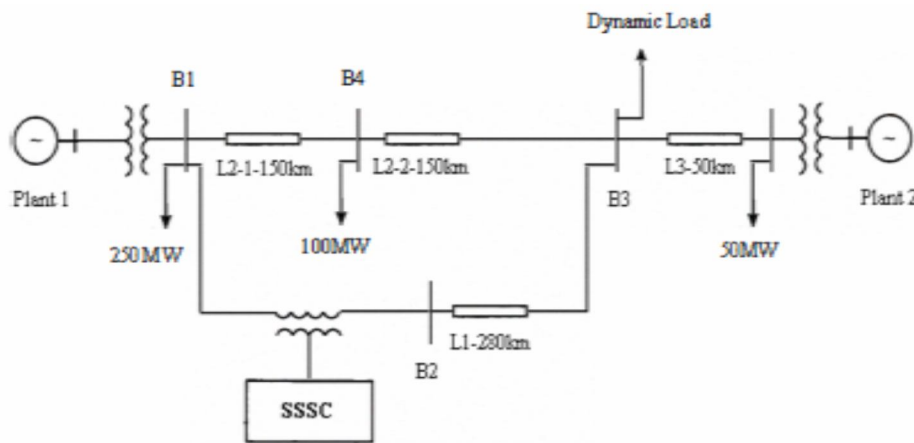 Dynamic Load
B1
B4
~
~
L2-1-150km
L2-2-150km
L3-50km
Plant 1
B3
Plant 2
250MW
100MW
50MW
L1-280km
B2
SSSC